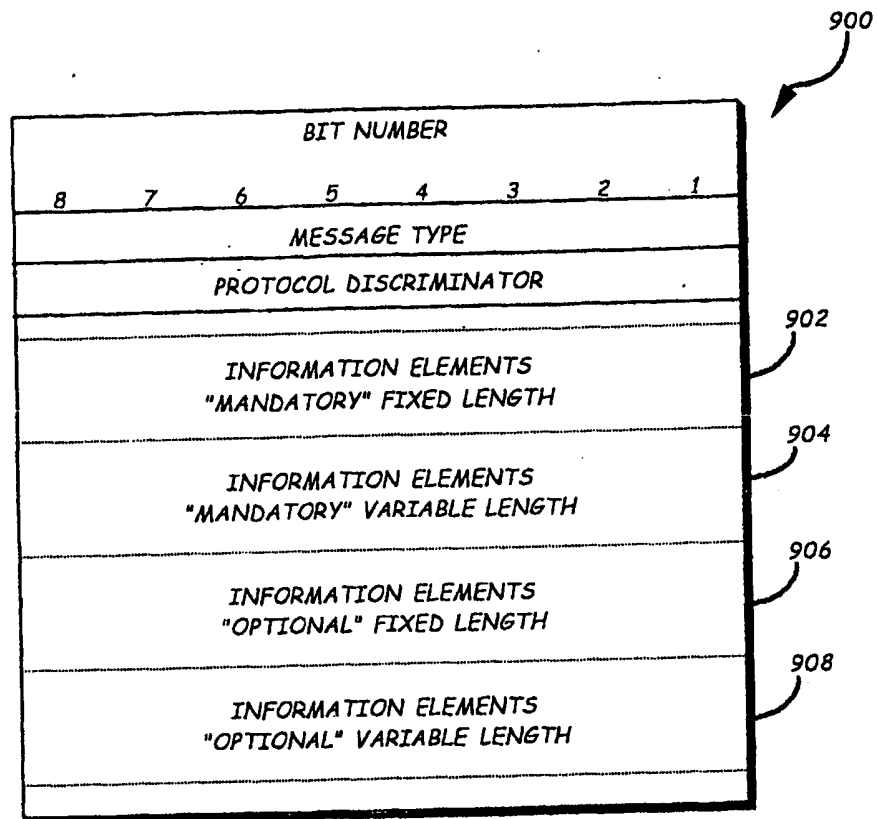 900
BIT NUMBER
8 7 6 5 4 3 2 1
MESSAGE TYPE
PROTOCOL DISCRIMINATOR
902
INFORMATION ELEMENTS
"MANDATORY" FIXED LENGTH
904
INFORMATION ELEMENTS
"MANDATORY" VARIABLE LENGTH
906
INFORMATION ELEMENTS
"OPTIONAL" FIXED LENGTH
908
INFORMATION ELEMENTS
"OPTIONAL" VARIABLE LENGTH